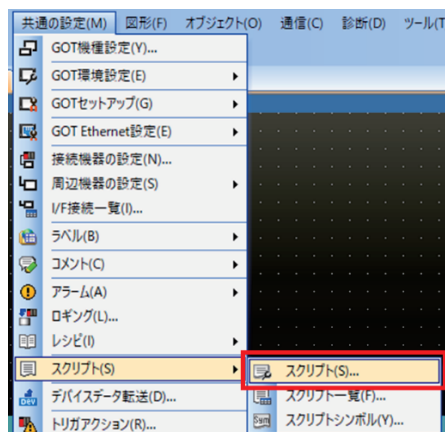 共通の設定(M) 図形(F) オブジェクト(O) 通信(C) 診断(D) ツール(T
GOT機種設定(Y)...
GOT環境設定(E)
GOTセットアップ(G)
GOT Ethernet設定(E)
接続機器の設定(N)...
周辺機器の設定(S)
I/F接続一覧(I)...
ラベル(B)
コメント(C)
アラーム(A)
ロギング(L)...
レシピ(I)
スクリプト(S)
スクリプト(S)...
デバイスデータ転送(D)...
スクリプト一覧(F)...
トリガアクション(R)...
スクリプトシンボル(Y)...